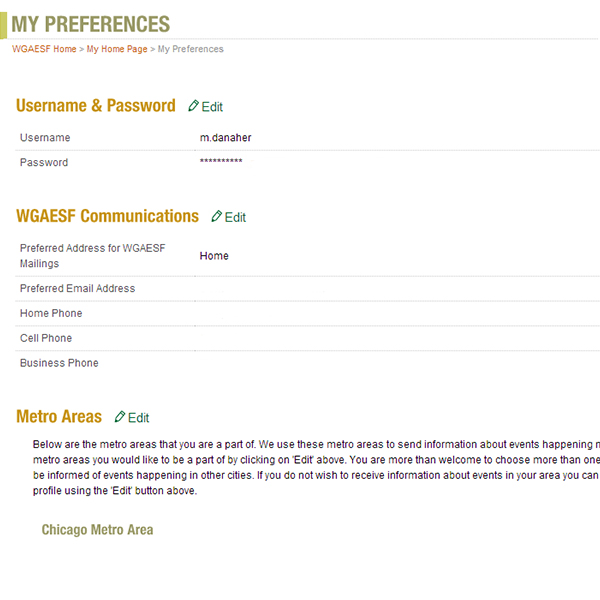 MY PREFERENCES
WGAESF Home > My Home Page > My Preferences
Username & Password Edit
Username m.danaher
Password **********
WGAESF Communications Edit
Preferred Address for WGAESF
Mailings
Home
Preferred Email Address
Home Phone
Cell Phone
Business Phone
Metro Areas Edit
Below are the metro areas that you are a part of. We use these metro areas to send information about events happening
metro areas you would like to be a part of by clicking on 'Edit' above. You are more than welcome to choose more than one
be informed of events happening in other cities. If you do not wish to receive information about events in your area you can
profile using the 'Edit' button above.
Chicago Metro Area